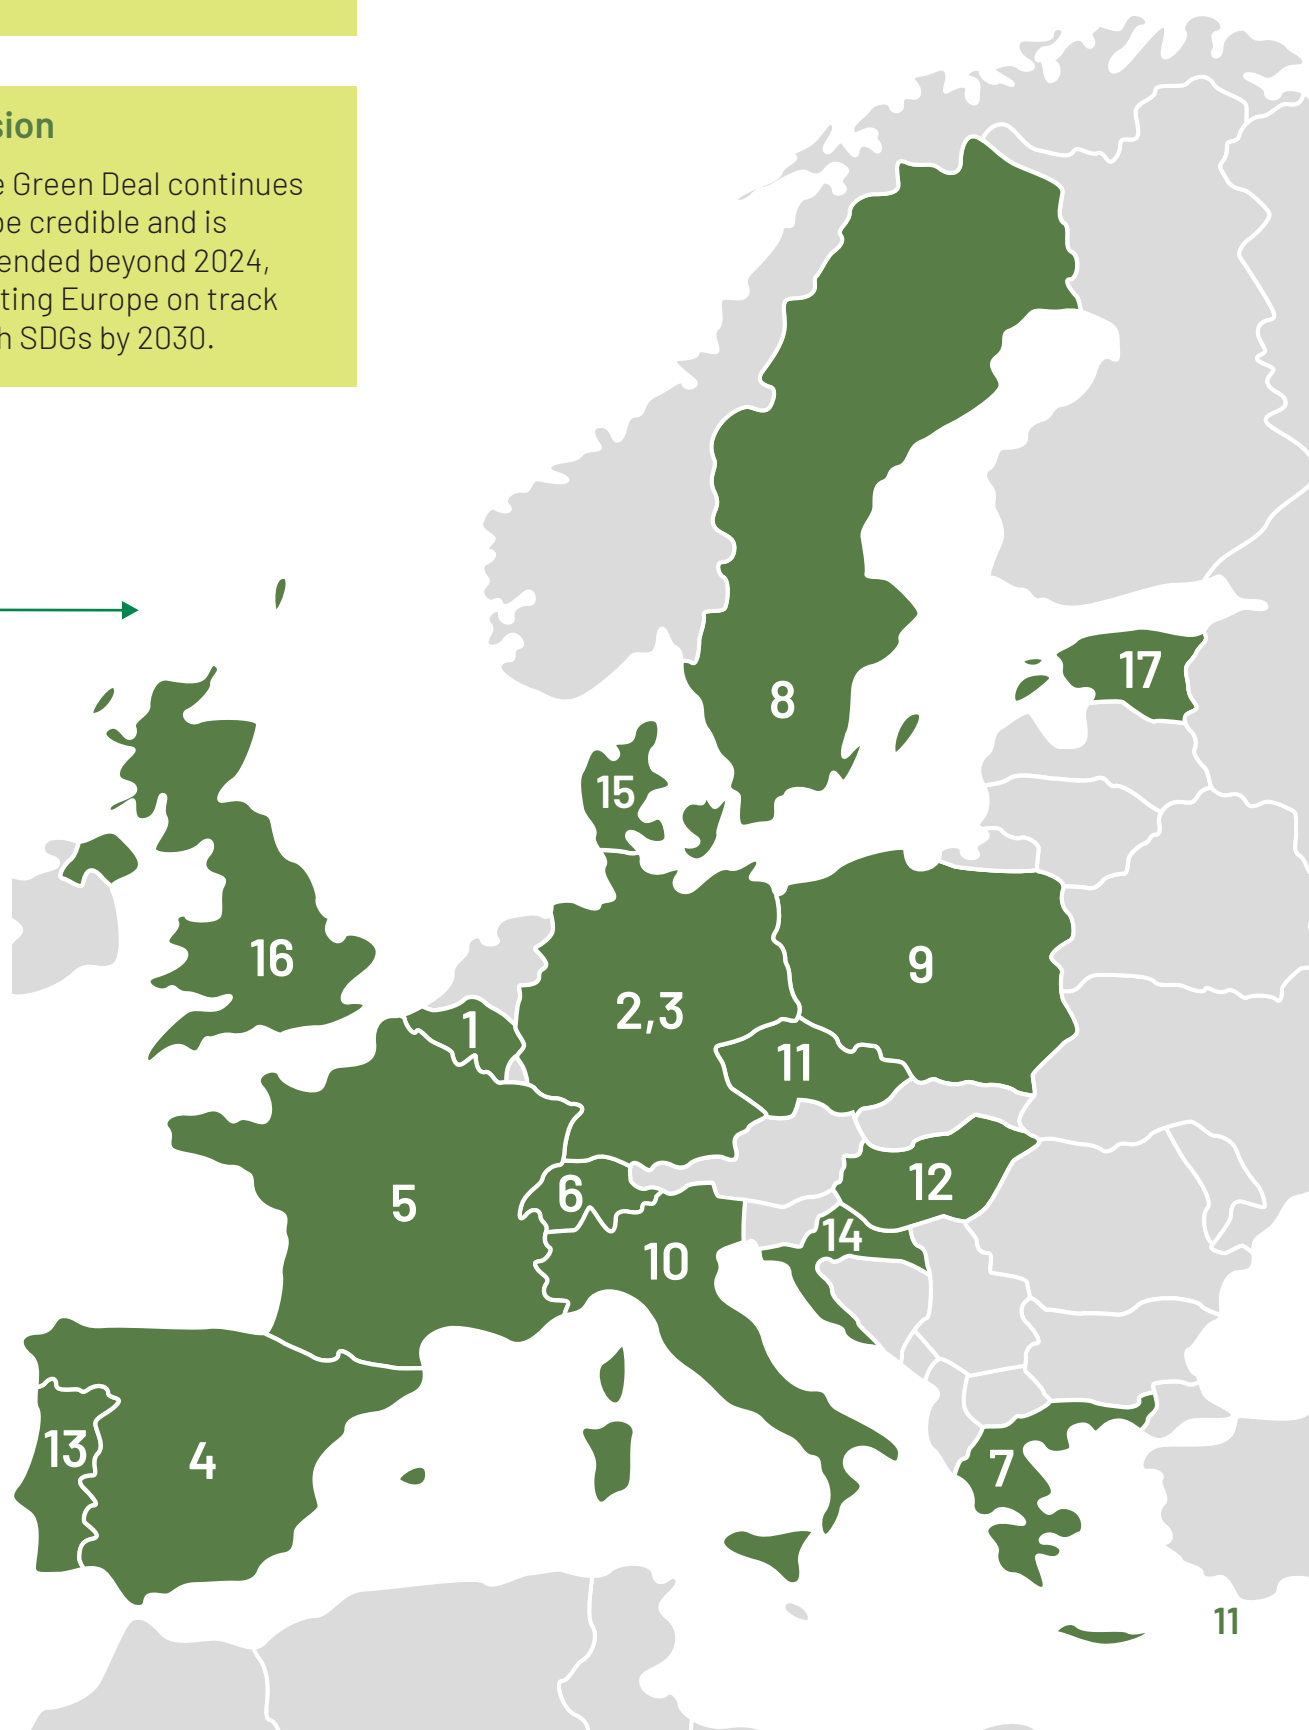 sion
e Green Deal continues
be credible and is
ended beyond 2024,
ting Europe on track
h SDGs by 2030.
17
8
15
16
9
2,3
1
11
12
5
6
14
10
13
4
7
11